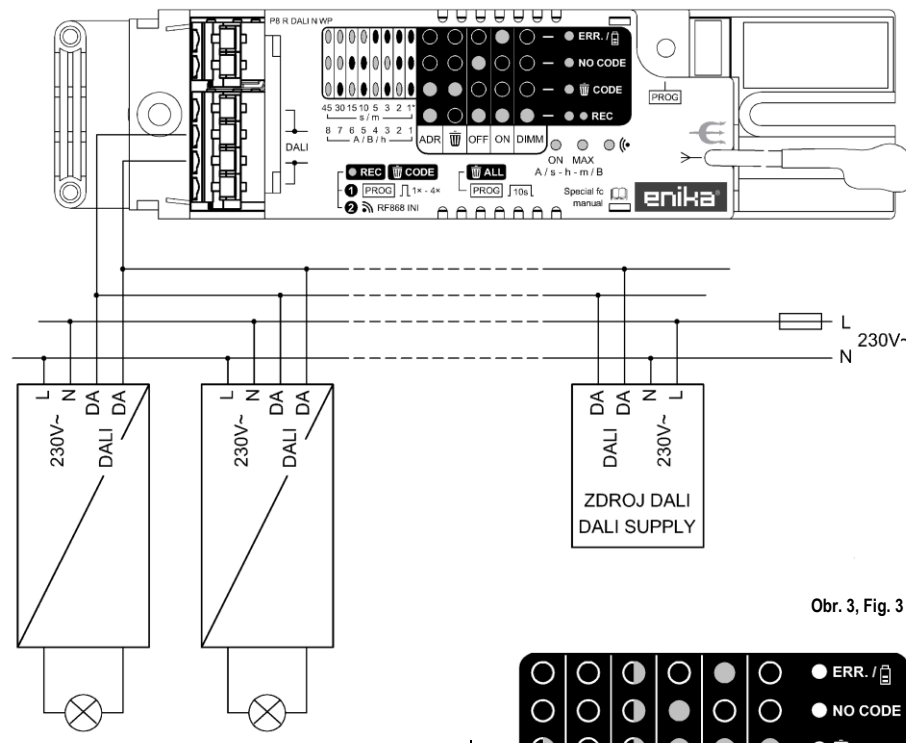 P8 R DALI N WP
ERR. /
NO CODE
CODE
REC
45 30 15 10 5 3 2 1*
s / m
8 7 6 5 4 3 2 1
A / B / h
ADR OFF ON DIMM
PROG
DALI
ON MAX
A / s - h - m / B
REC CODE
ALL
1 PROG 1× - 4×
PROG 10s
2 RF868 INI
Special fc
manual
enika
L
230V~
N
L N DA DA
230V~ DALI
L N DA DA
230V~ DALI
DA DA N L
DALI 230V~
ZDROJ DALI
DALI SUPPLY
Obr. 3, Fig. 3
ERR. /
NO CODE